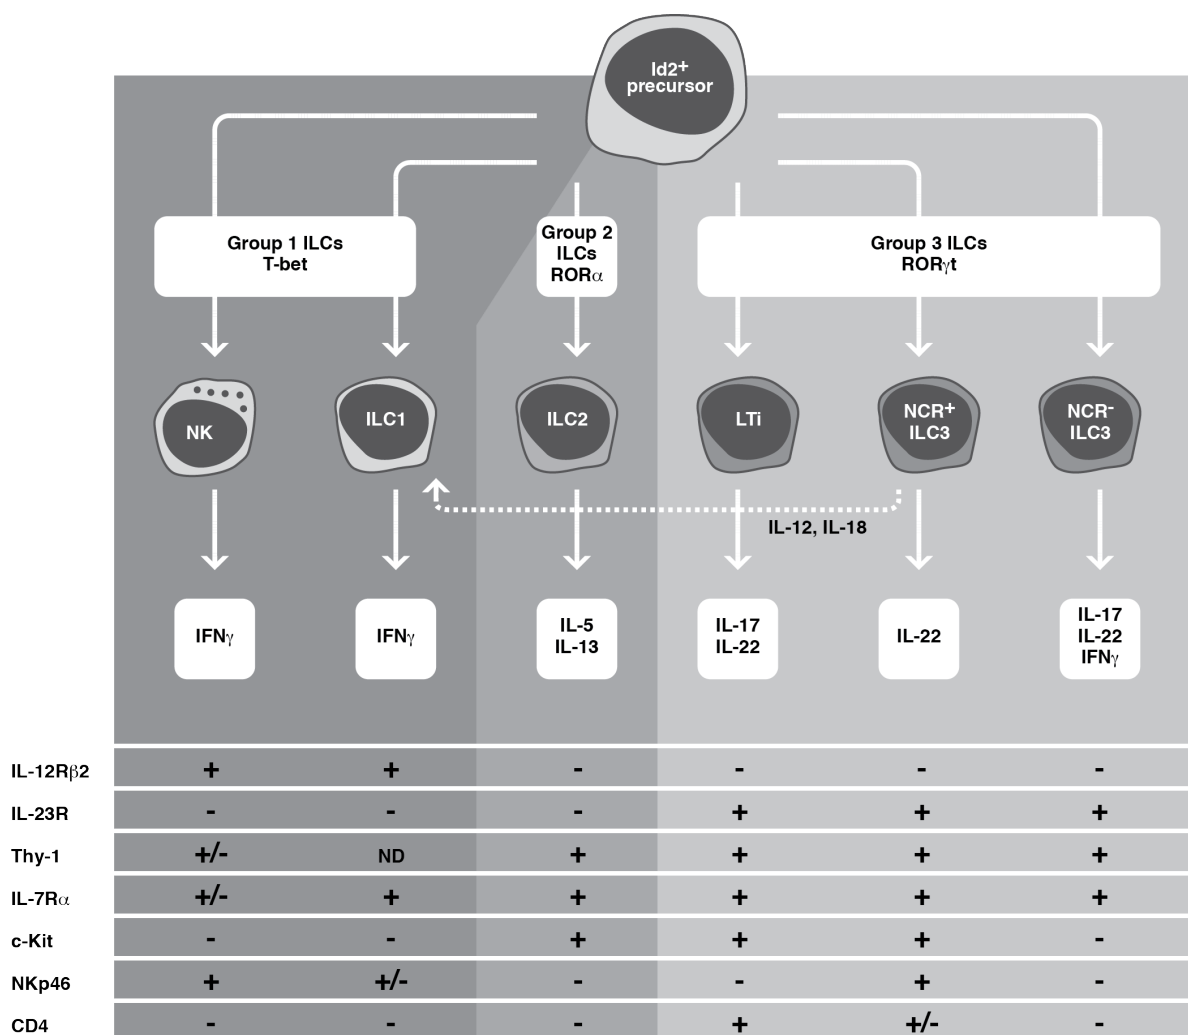 Id2+
precursor
Group 1 ILCs
T-bet
Group 2
ILCs
RORα
Group 3 ILCs
RORγt
NK
ILC1
ILC2
LTi
NCR+
ILC3
NCR-
ILC3
IL-12, IL-18
IFNγ
IFNγ
IL-5
IL-13
IL-17
IL-22
IL-22
IL-17
IL-22
IFNγ
IL-12Rβ2 + + - - - -
IL-23R - - - + + +
Thy-1 +/- ND + + + +
IL-7Rα +/- + + + + +
c-Kit - - + + + -
NKp46 + +/- - - + -
CD4 - - - + +/- -